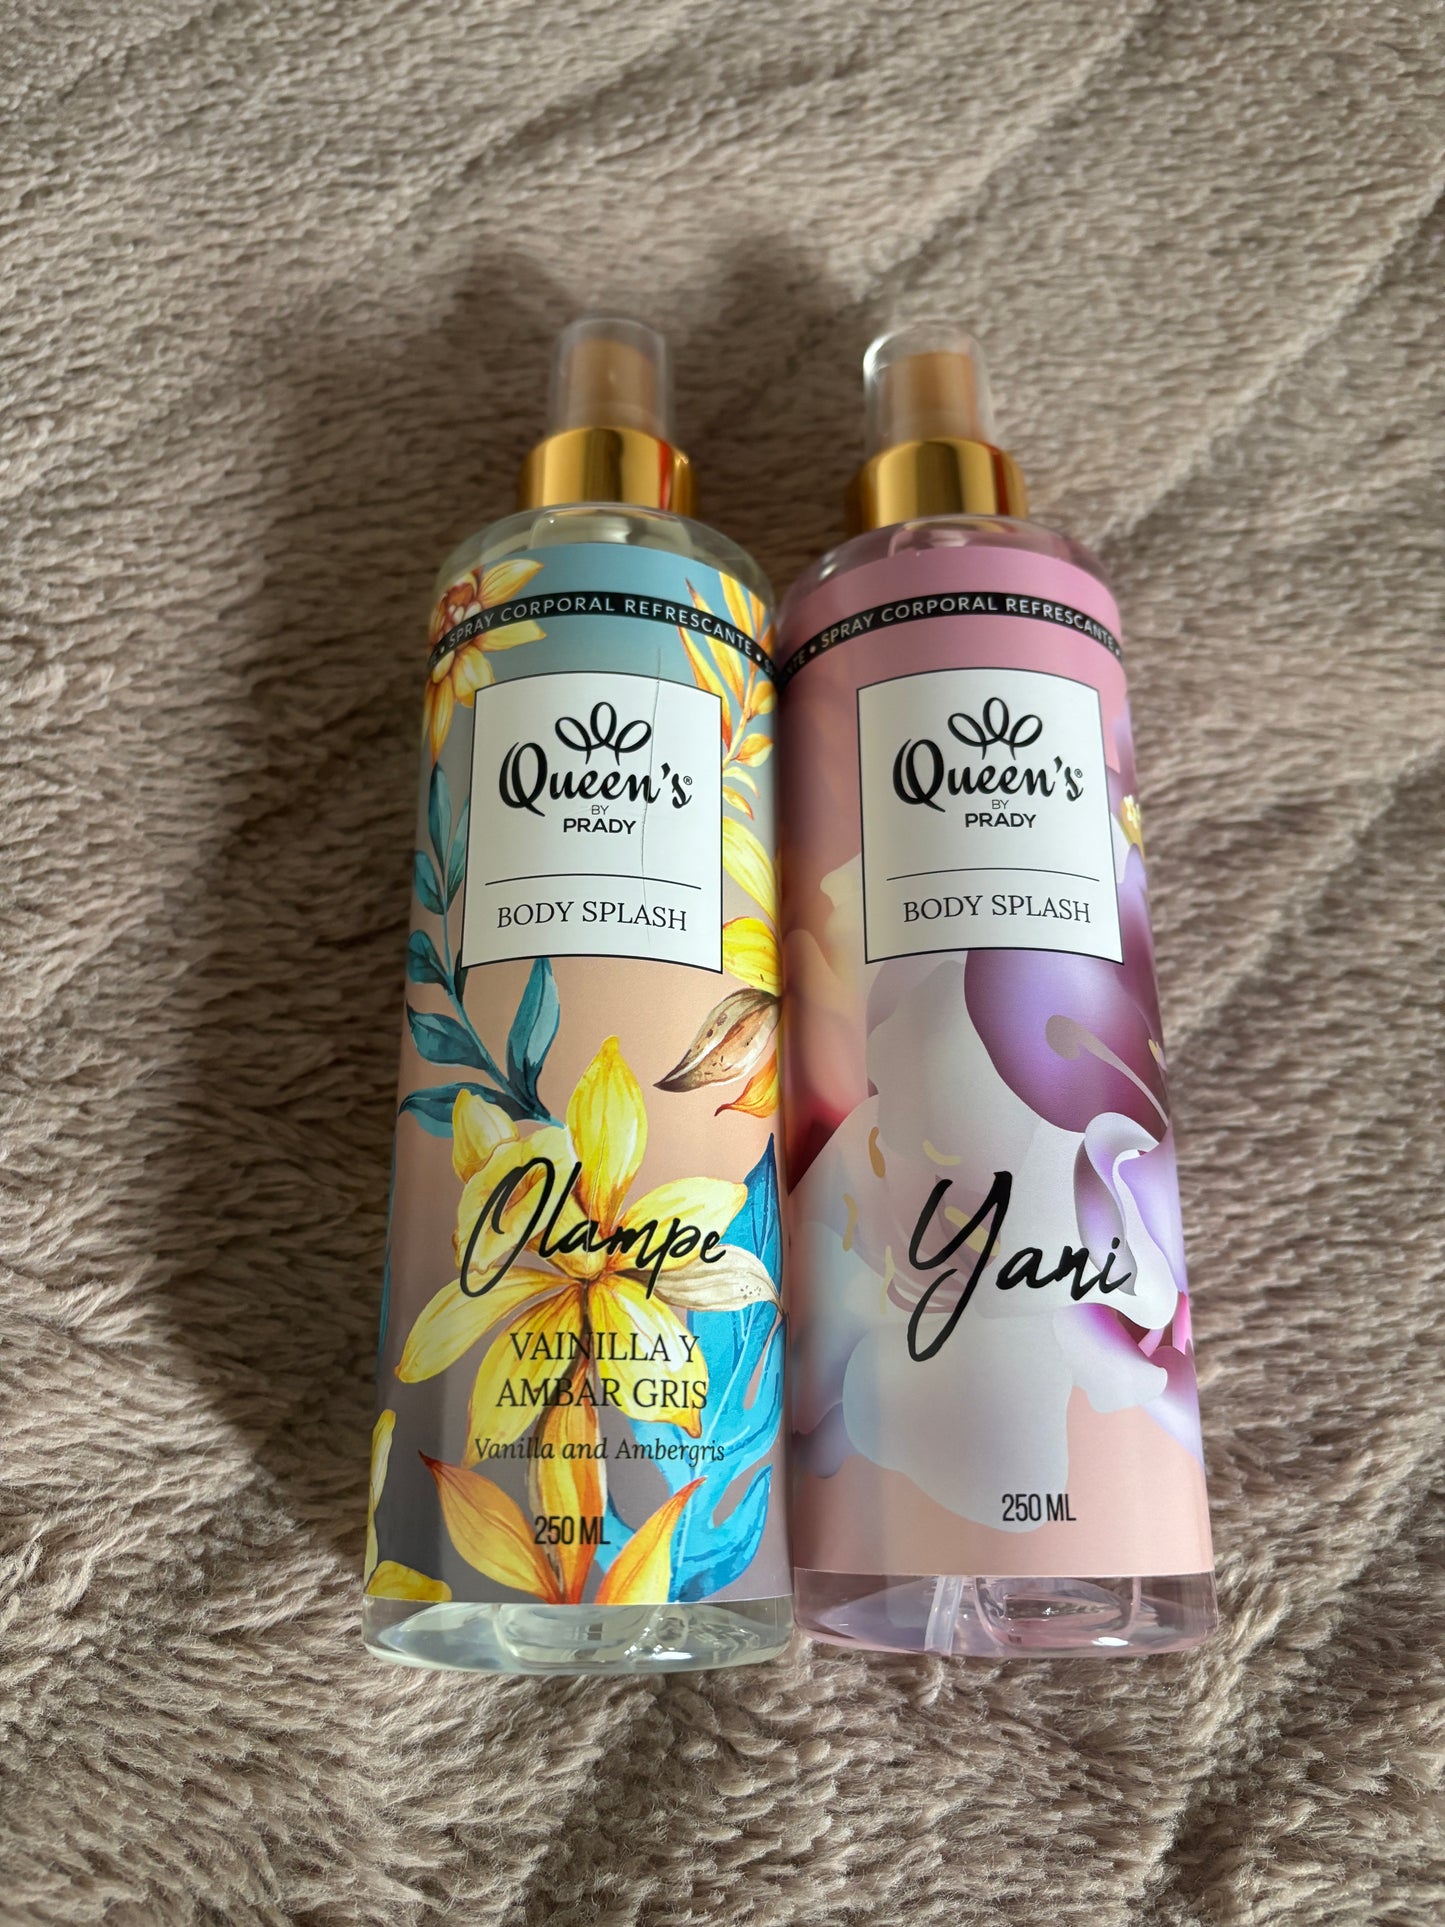 SPRAY CORPORAL REFRESCANTE
Queen's®
BY
PRADY
BODY SPLASH
Olampe
VAINILLA Y
AMBAR GRIS
Vanilla and Ambergris
250 ML
SPRAY CORPORAL REFRESCANTE
Queen's®
BY
PRADY
BODY SPLASH
Yani
250 ML